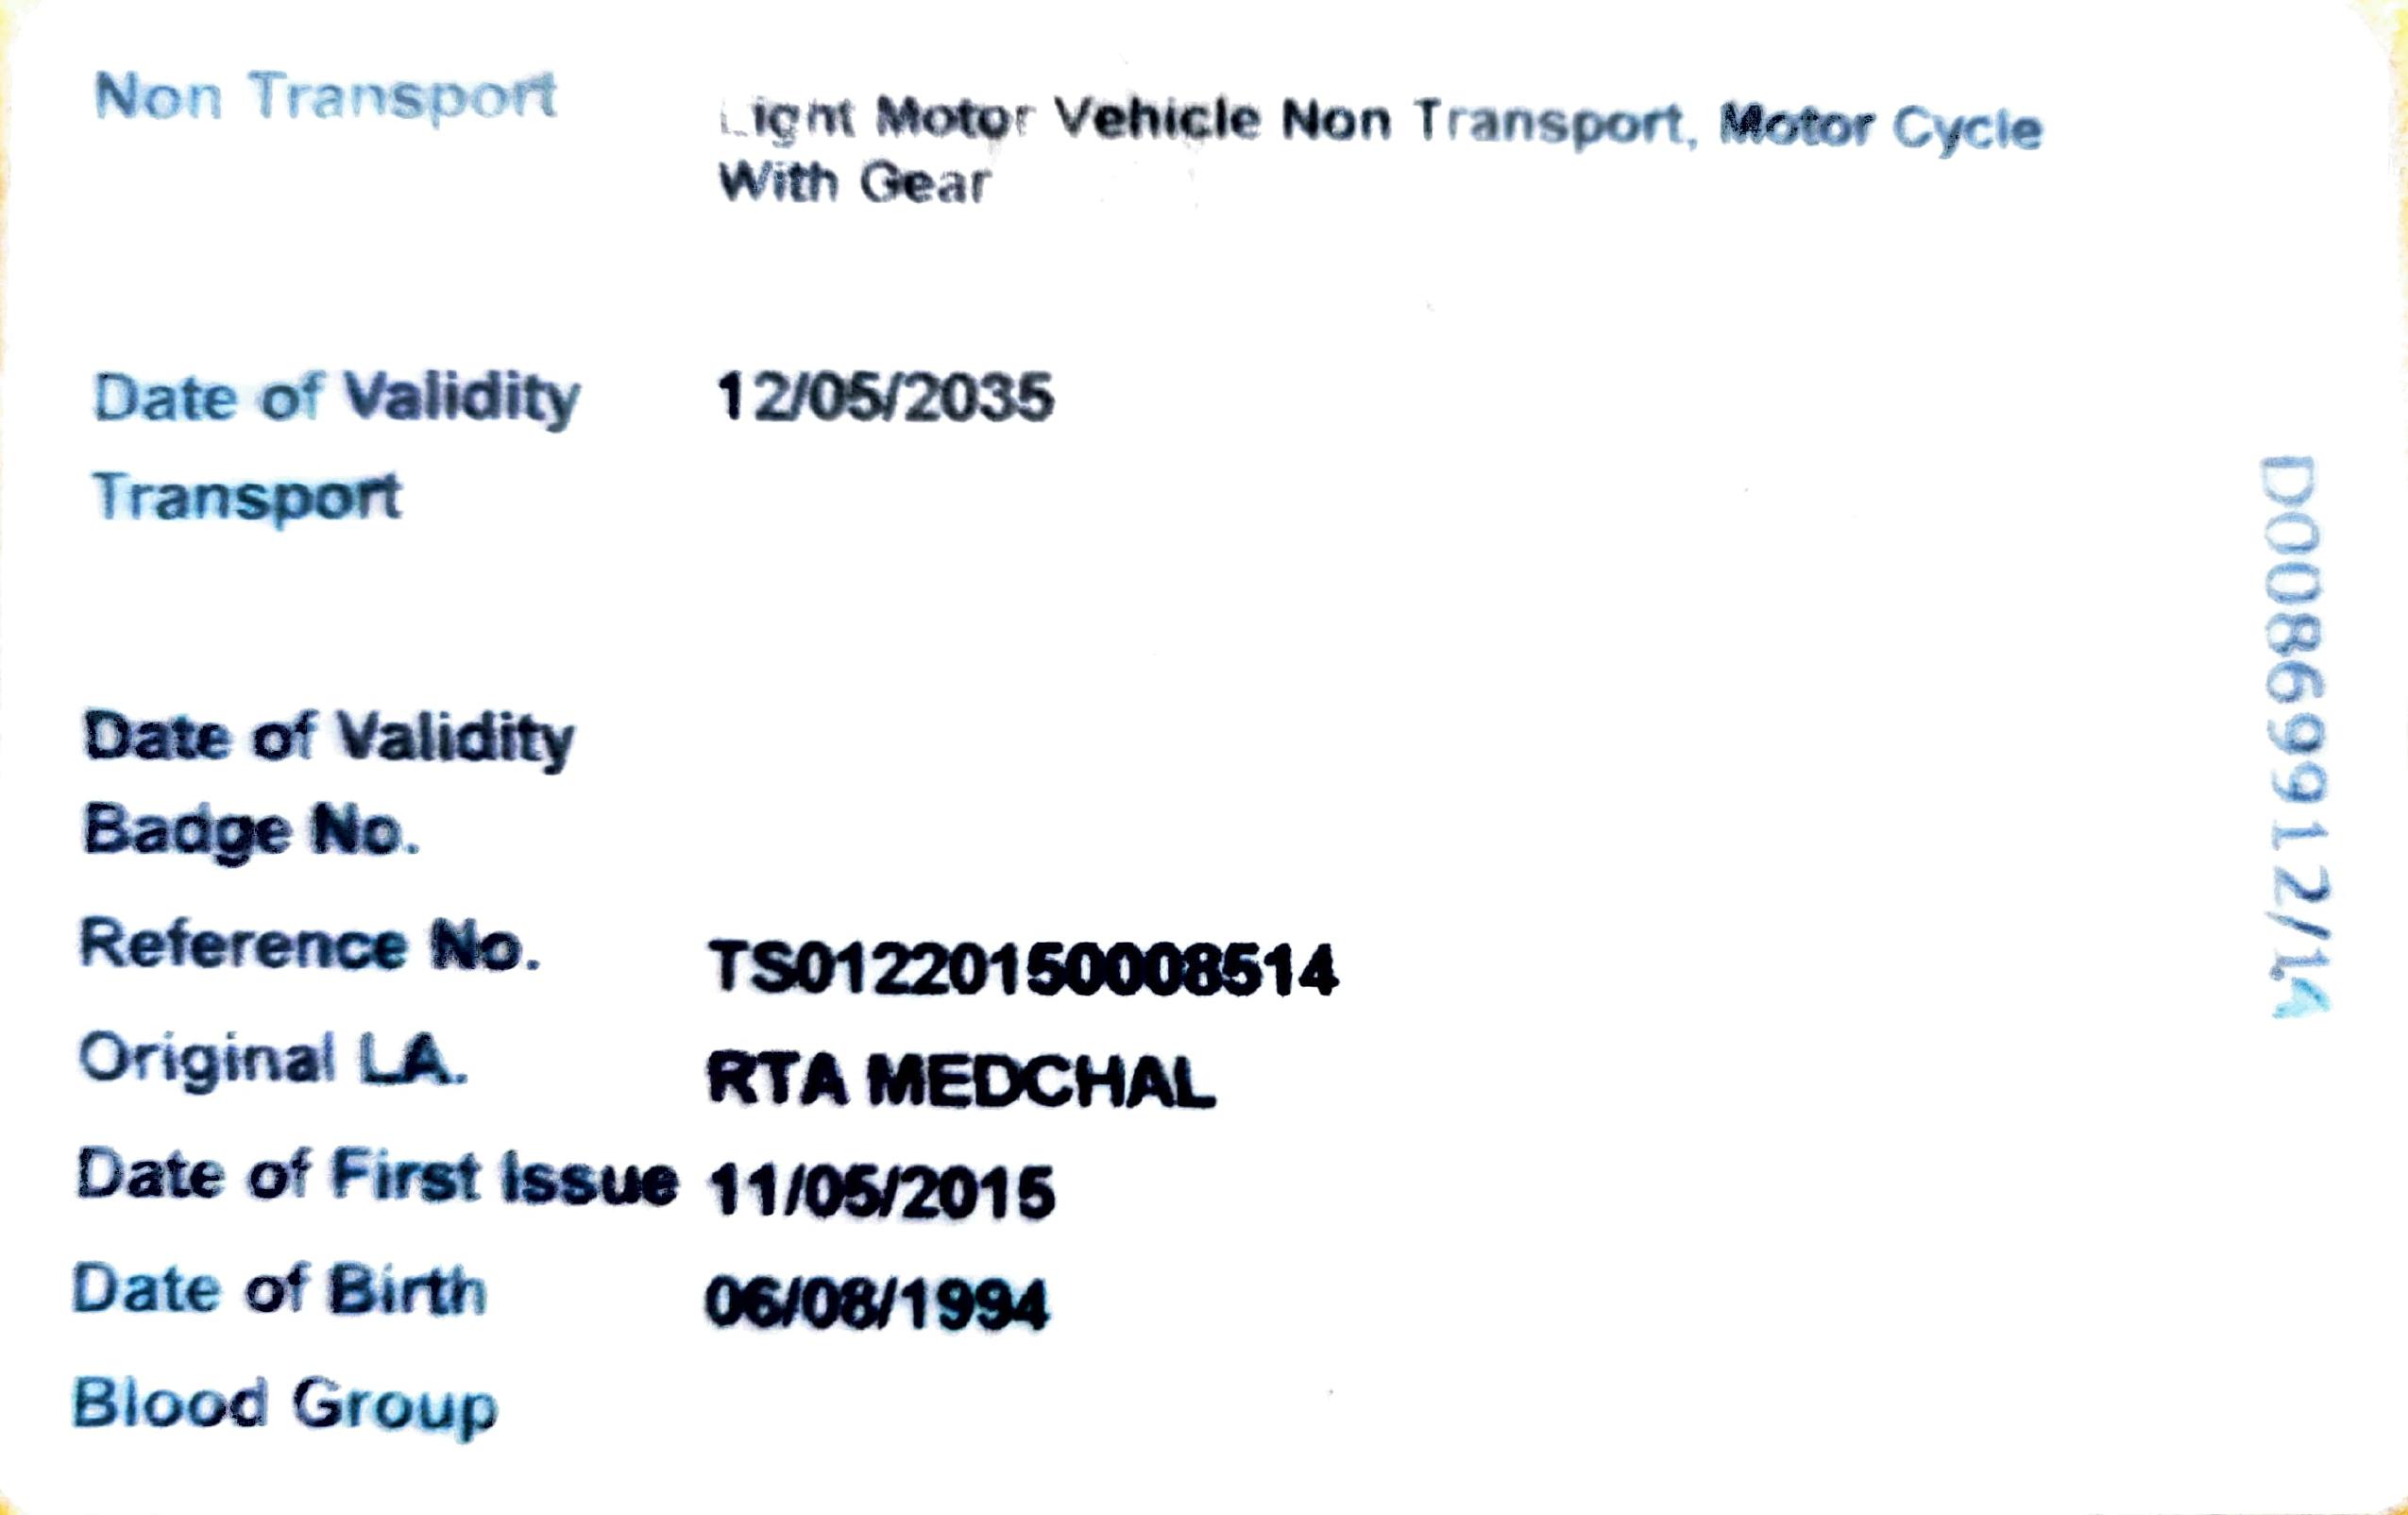 Non Transport
Light Motor Vehicle Non Transport, Motor Cycle
With Gear
Date of Validity 12/05/2035
Transport
Date of Validity
Badge No.
Reference No. TS01220150008514
Original LA. RTA MEDCHAL
Date of First Issue 11/05/2015
Date of Birth 06/08/1994
Blood Group